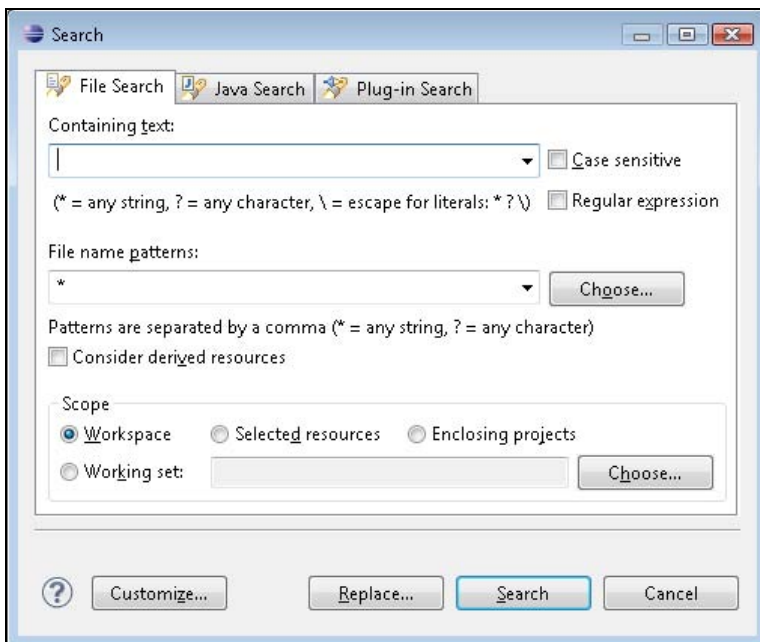 Search
File Search Java Search Plug-in Search
Containing text:
Case sensitive
(* = any string, ? = any character, \ = escape for literals: * ? \) Regular expression
File name patterns:
* Choose...
Patterns are separated by a comma (* = any string, ? = any character)
Consider derived resources
Scope
Workspace Selected resources Enclosing projects
Working set: Choose...
? Customize... Replace... Search Cancel